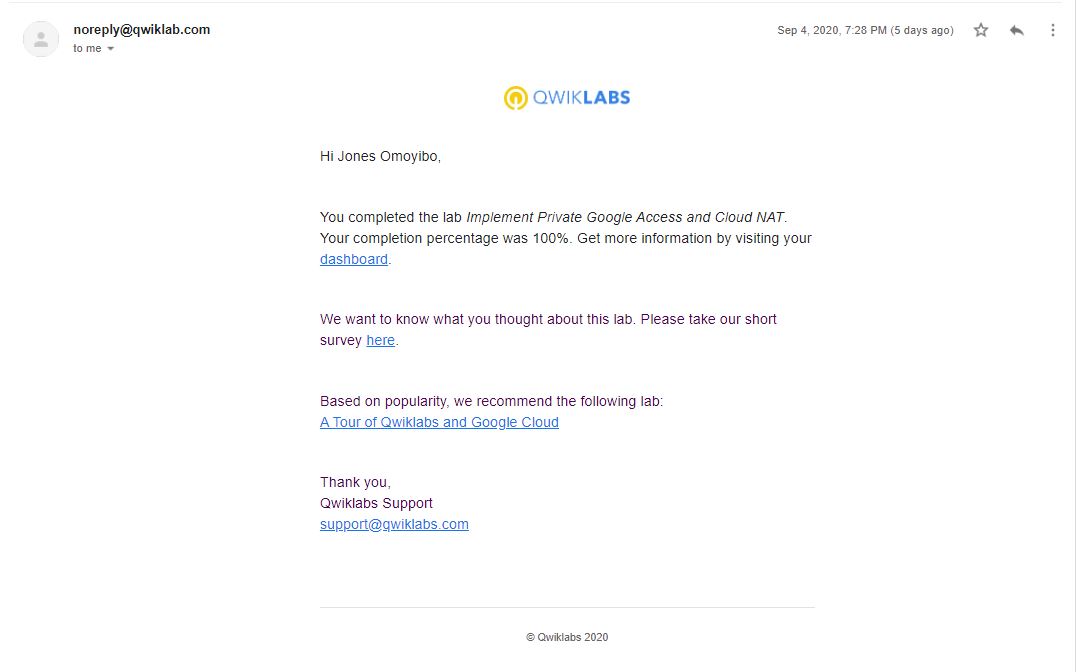 noreply@qwiklab.com
Sep 4, 2020, 7:28 PM (5 days ago)
to me
QWIKLABS
Hi Jones Omoyibo,
You completed the lab Implement Private Google Access and Cloud NAT.
Your completion percentage was 100%. Get more information by visiting your
dashboard.
We want to know what you thought about this lab. Please take our short
survey here.
Based on popularity, we recommend the following lab:
A Tour of Qwiklabs and Google Cloud
Thank you,
Qwiklabs Support
support@qwiklabs.com
© Qwiklabs 2020